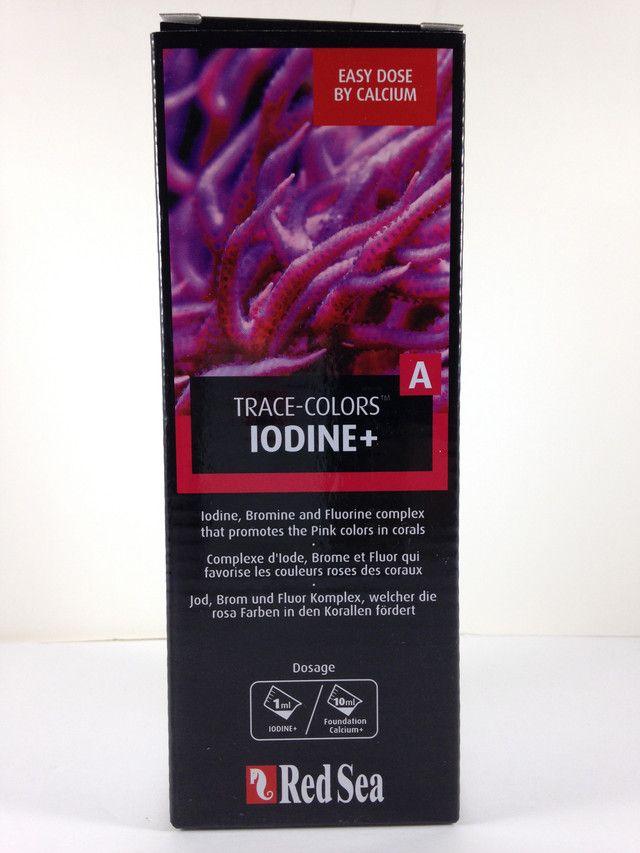 EASY DOSE
BY CALCIUM
A
TRACE-COLORS™
IODINE+
Iodine, Bromine and Fluorine complex
that promotes the Pink colors in corals
·
Complexe d'Iode, Brome et Fluor qui
favorise les couleurs roses des coraux
·
Jod, Brom und Fluor Komplex, welcher die
rosa Farben in den Korallen fördert
Dosage
1ml / 10ml
IODINE+
Foundation
Calcium+
Red Sea